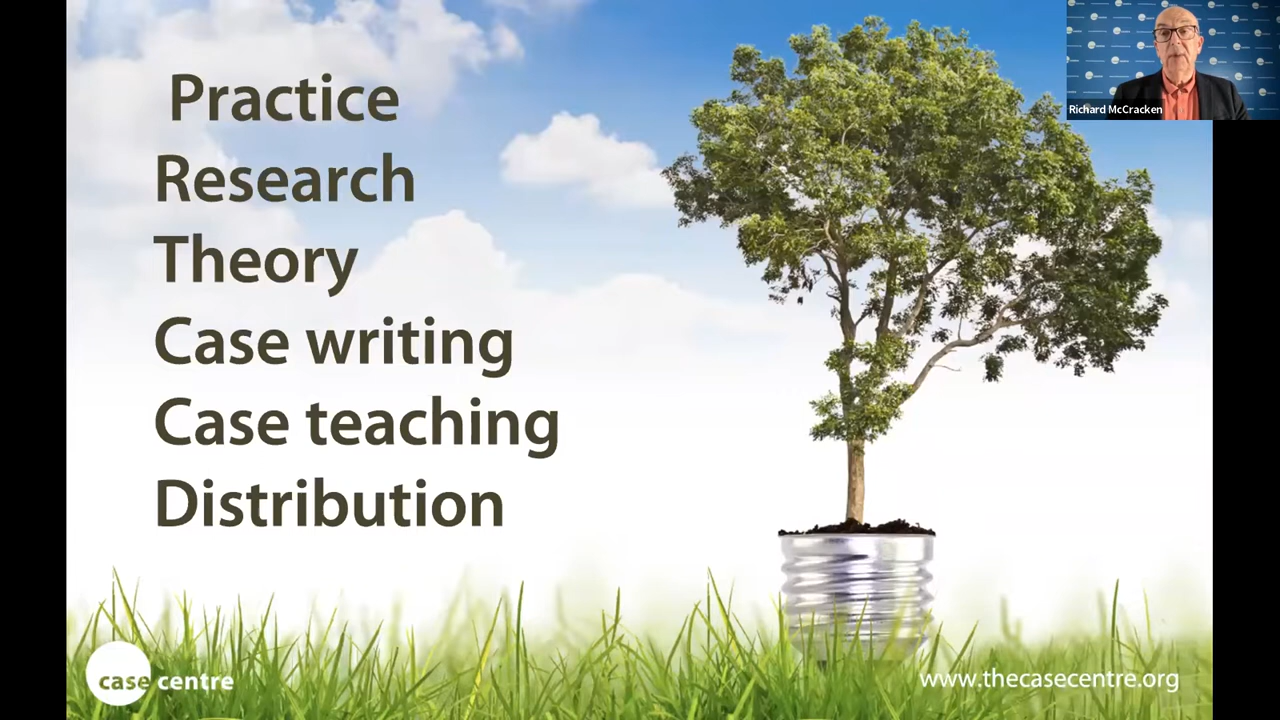 Practice
Research
Theory
Case writing
Case teaching
Distribution
Richard McCracken
case centre
www.thecasecentre.org